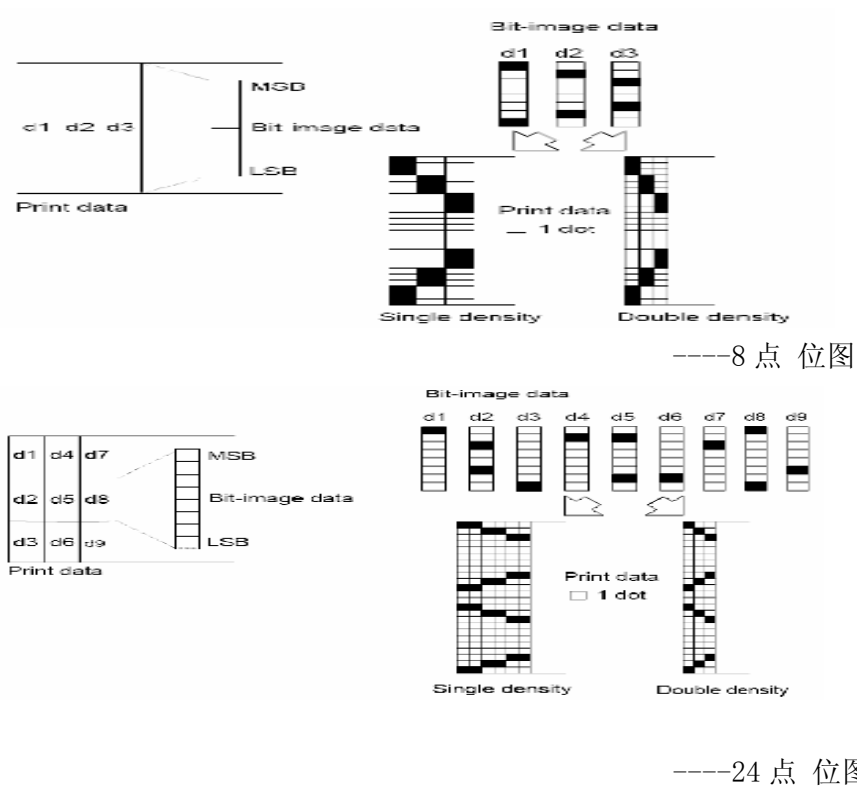 Bit-image data
d1 d2 d3
MSB
d1 d2 d3
Bit image data
LSB
Print data
Print data
1 dot
Single density
Double density
----8点 位图
Bit-image data
d1 d2 d3 d4 d5 d6 d7 d8 d9
d1 d4 d7
MSB
d2 d5 d8
Bit-image data
d3 d6 d9
LSB
Print data
Print data
1 dot
Single density
Double density
----24点 位图